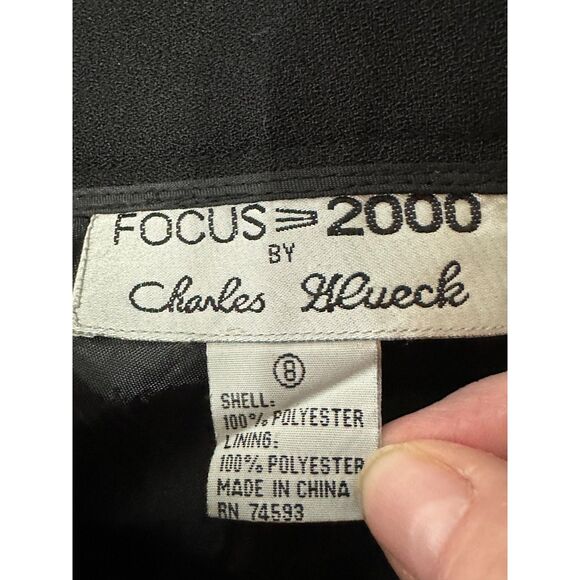 FOCUS 2000
BY
Charles Glueck
8
SHELL:
100% POLYESTER
LINING:
100% POLYESTER
MADE IN CHINA
RN 74593